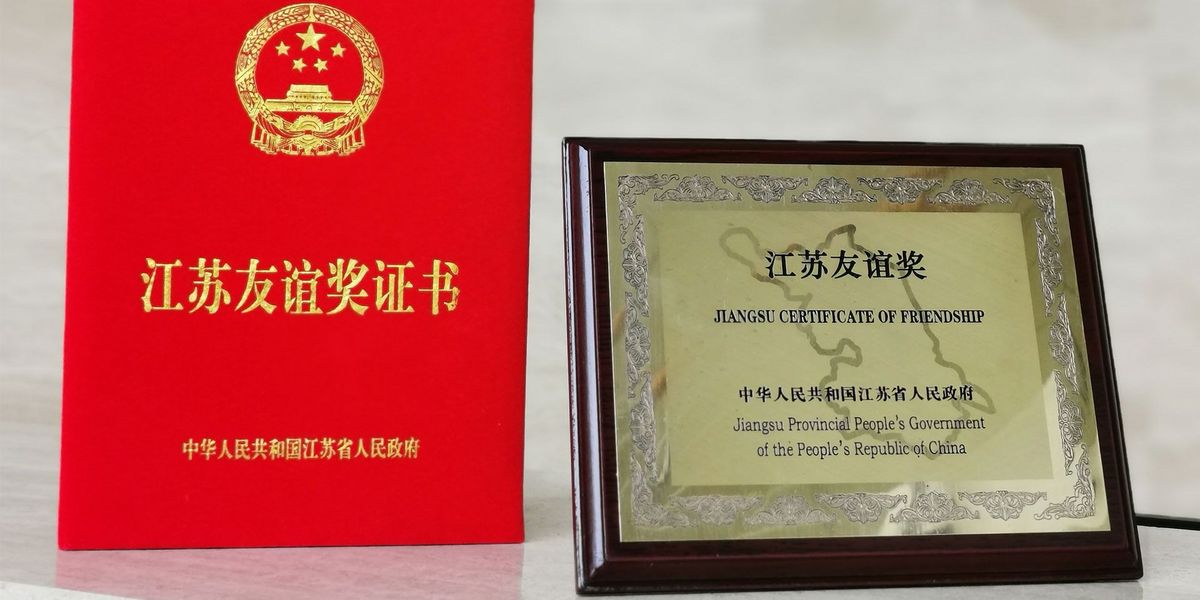 江苏友谊奖证书
中华人民共和国江苏省人民政府
江苏友谊奖
JIANGSU CERTIFICATE OF FRIENDSHIP
中华人民共和国江苏省人民政府
Jiangsu Provincial People's Government
of the People's Republic of China